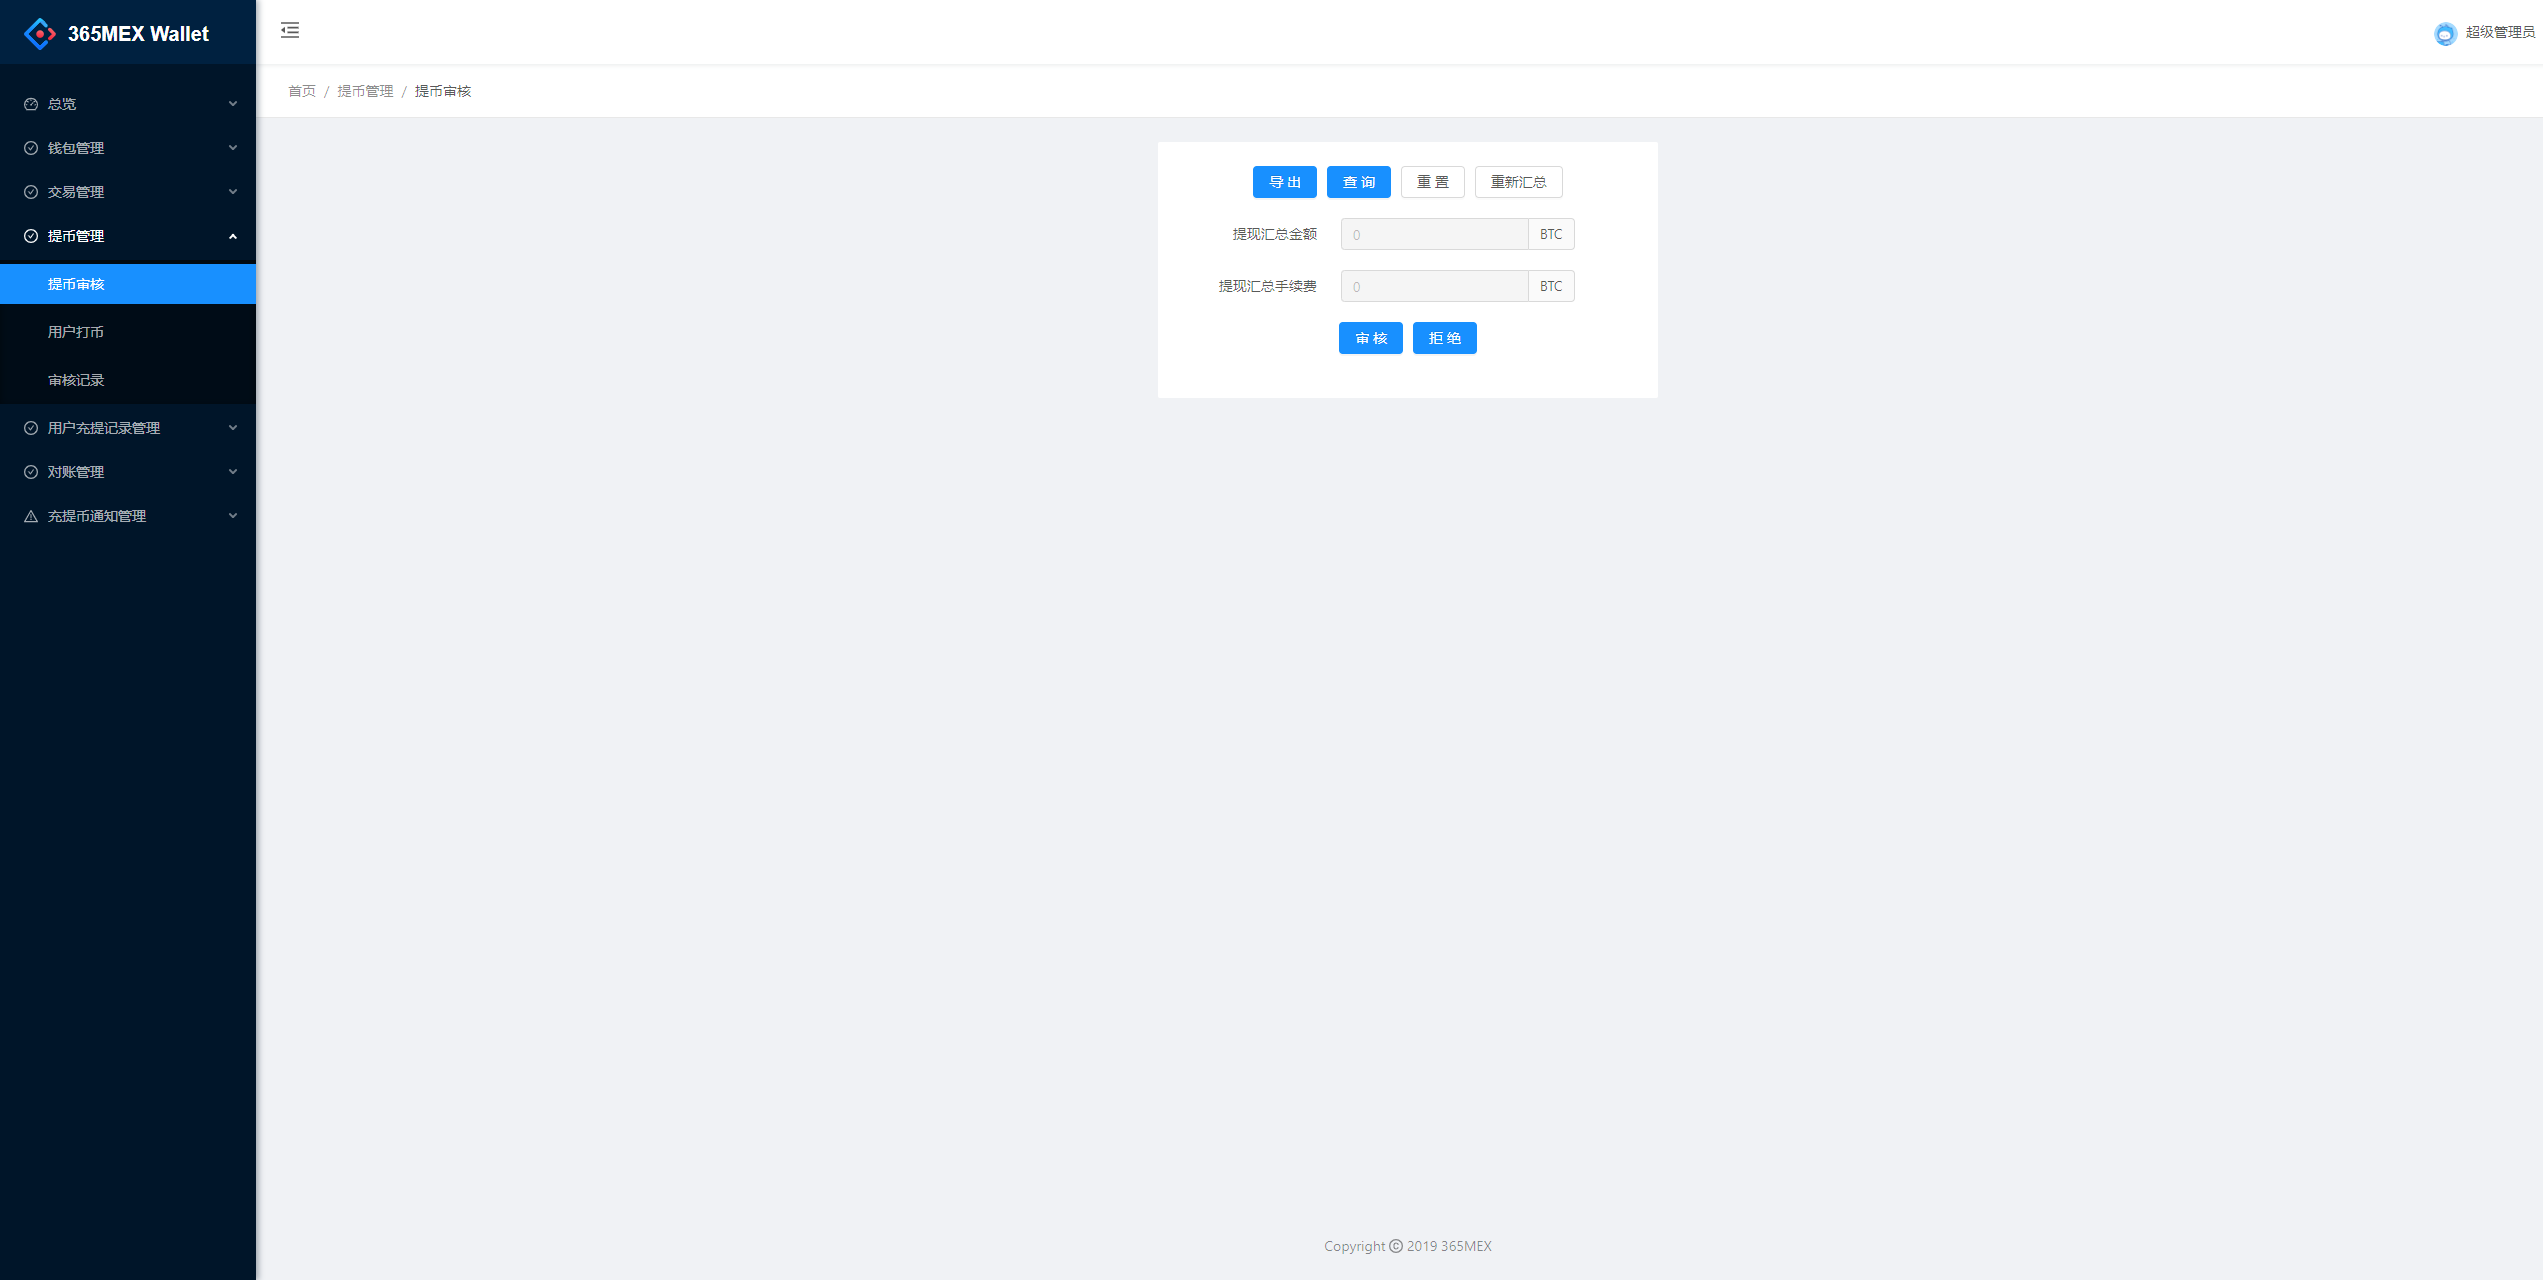 365MEX Wallet
超级管理员
首页 / 提币管理 / 提币审核
总览
钱包管理
交易管理
提币管理
提币审核
用户打币
审核记录
用户充提记录管理
对账管理
充提币通知管理
导出 查询 重置 重新汇总
提现汇总金额 0 BTC
提现汇总手续费 0 BTC
审核 拒绝
Copyright © 2019 365MEX